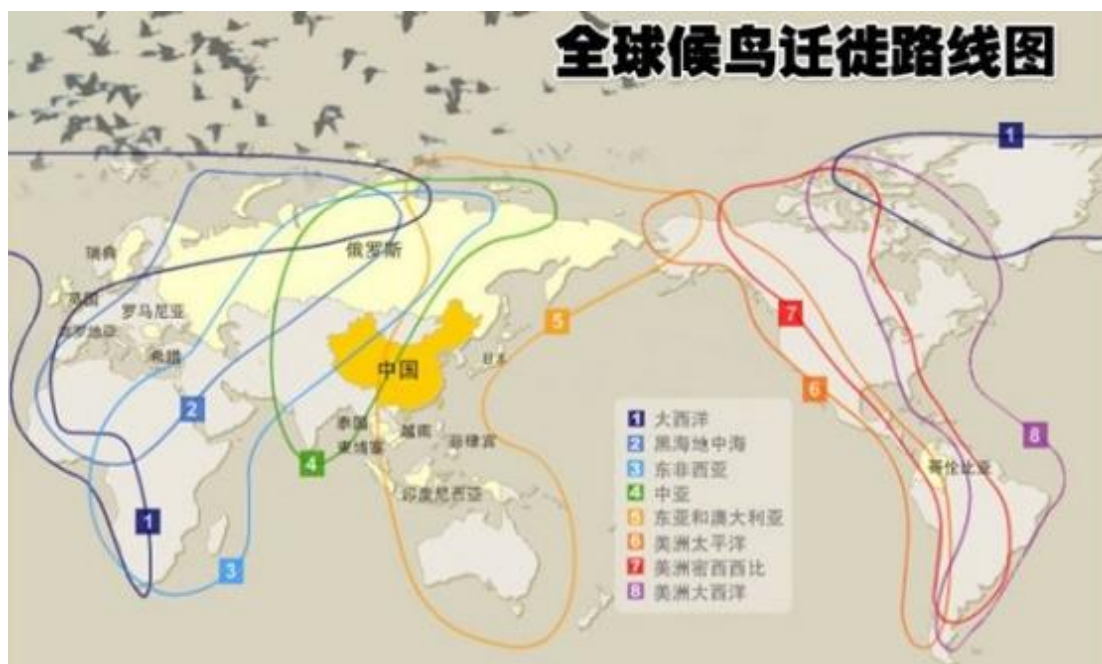 全球候鸟迁徙路线图
1
瑞典
俄罗斯
英国
罗马尼亚
克罗地亚
希腊
中国
日本
5
7
6
2
泰国
越南
菲律宾
柬埔寨
4
印度尼西亚
哥伦比亚
8
1
3
1 大西洋
2 黑海地中海
3 东非西亚
4 中亚
5 东亚和澳大利亚
6 美洲太平洋
7 美洲密西西比
8 美洲大西洋